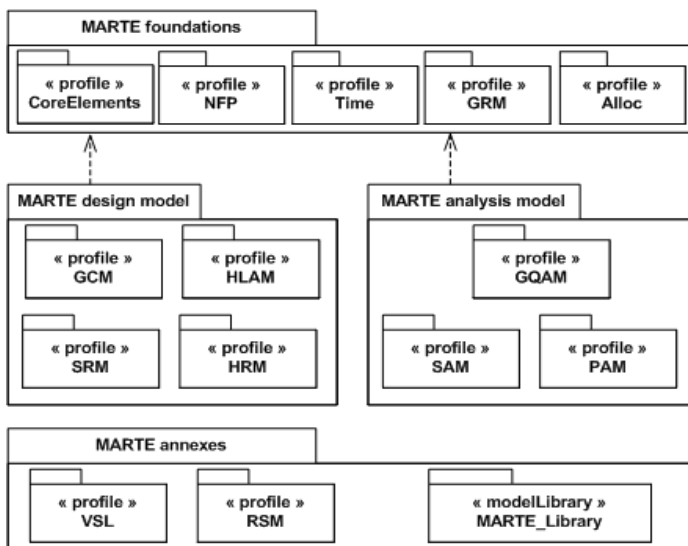 MARTE foundations
« profile »
CoreElements
« profile »
NFP
« profile »
Time
« profile »
GRM
« profile »
Alloc
MARTE design model
« profile »
GCM
« profile »
HLAM
« profile »
SRM
« profile »
HRM
MARTE analysis model
« profile »
GQAM
« profile »
SAM
« profile »
PAM
MARTE annexes
« profile »
VSL
« profile »
RSM
« modelLibrary »
MARTE_Library